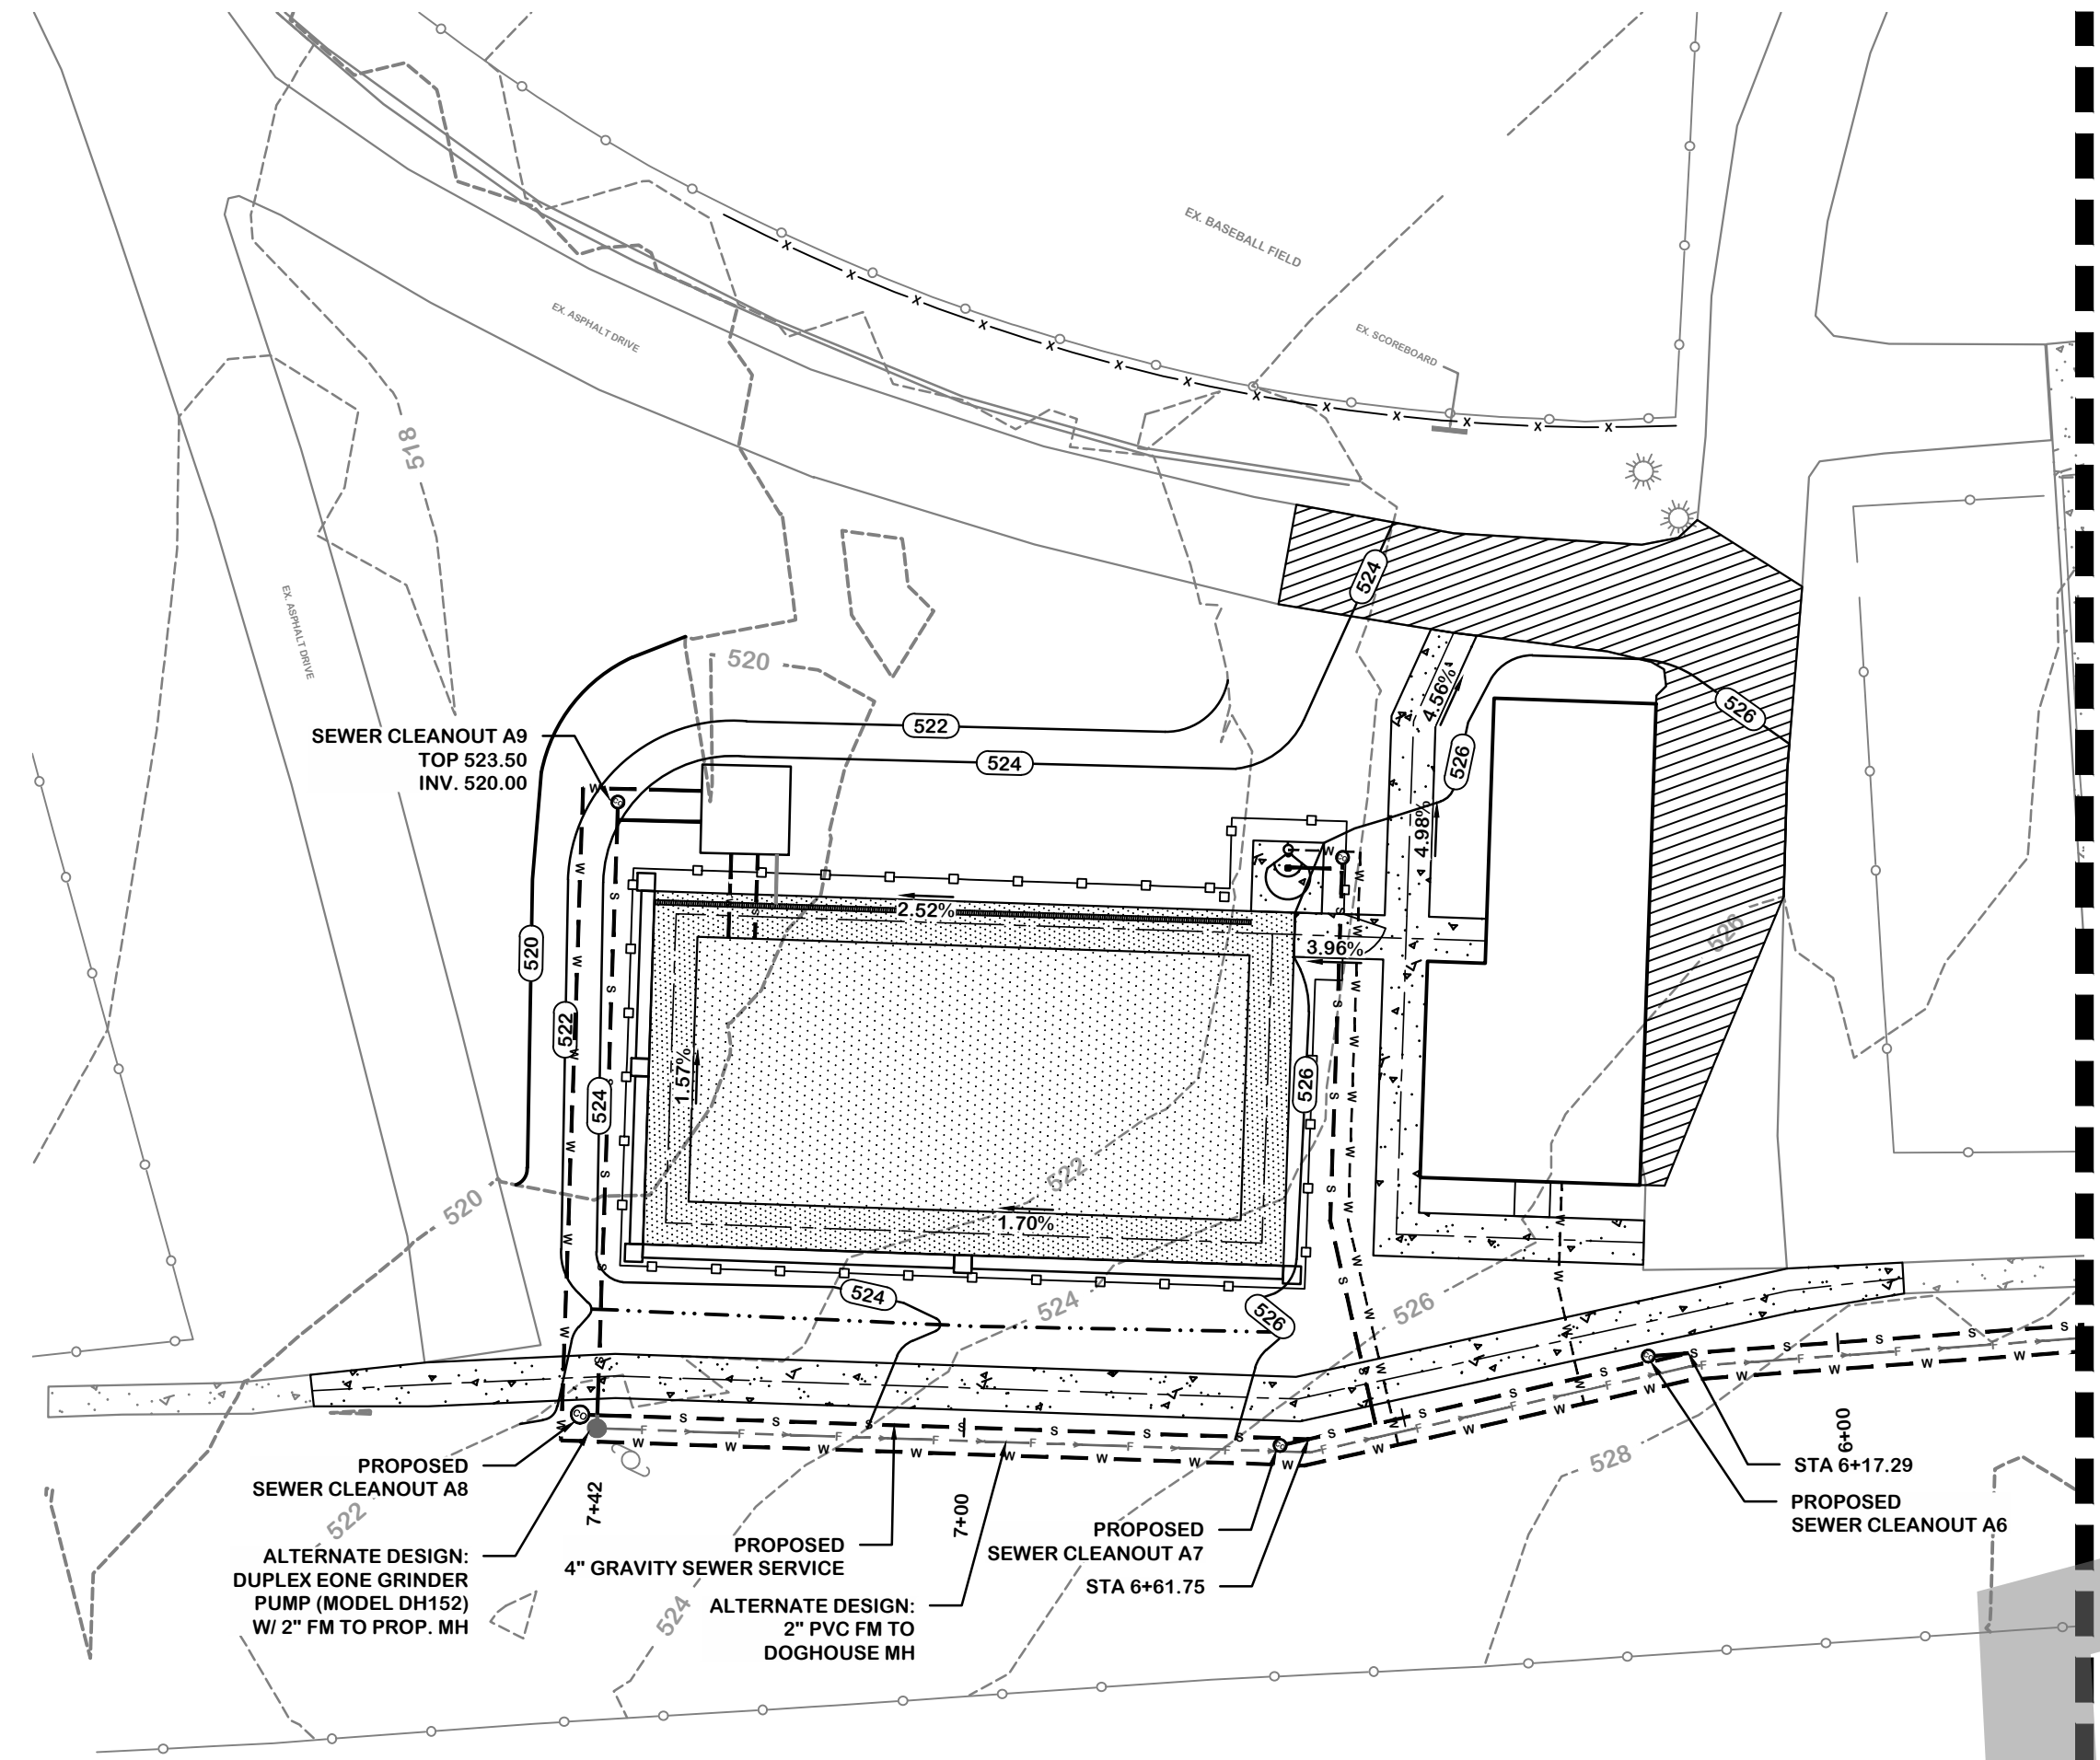 EX. BASEBALL FIELD
EX. ASPHALT DRIVE
EX. SCOREBOARD
518
524
EX. ASPHALT DRIVE
520
4.56%
526
SEWER CLEANOUT A9
TOP 523.50
INV. 520.00
522
524
526
4.98%
2.52%
526
520
3.96%
522
524
1.57%
526
522
520
1.70%
524
524
526
526
PROPOSED
SEWER CLEANOUT A8
522
7+42
ALTERNATE DESIGN:
DUPLEX EONE GRINDER
PUMP (MODEL DH152)
W/ 2" FM TO PROP. MH
PROPOSED
4" GRAVITY SEWER SERVICE
524
7+00
ALTERNATE DESIGN:
2" PVC FM TO
DOGHOUSE MH
PROPOSED
SEWER CLEANOUT A7
STA 6+61.75
528
6+00
STA 6+17.29
PROPOSED
SEWER CLEANOUT A6